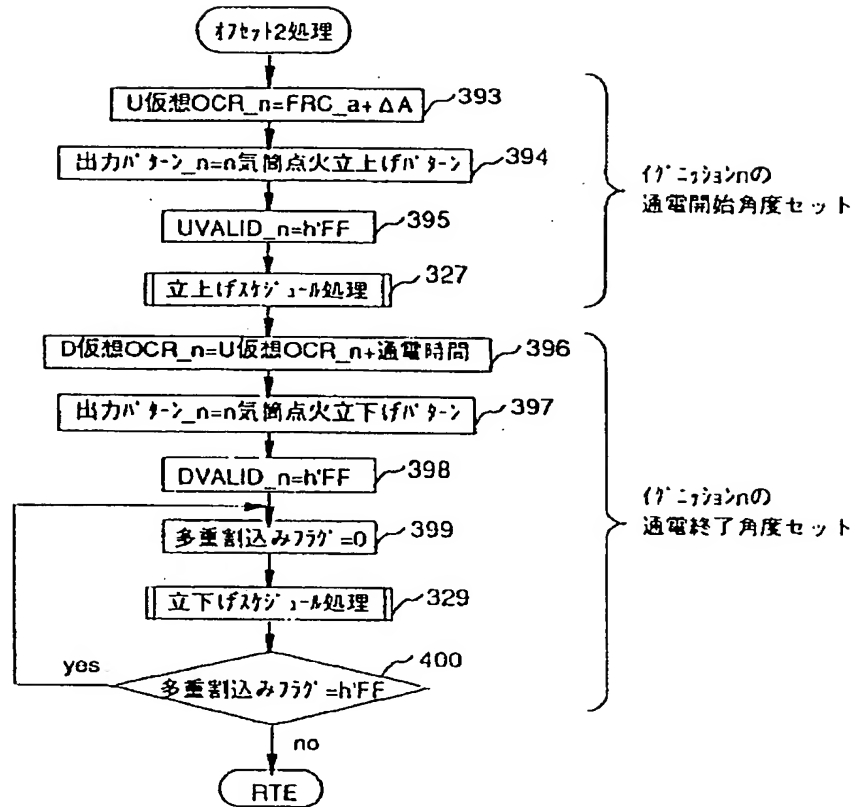 オフセット2処理
U仮想OCR_n=FRC_a+ΔA
393
出力パターン_n=n気筒点火立上げパターン
394
UVALID_n=h'FF
395
立上げスケジュール処理
327
イグニッションnの
通電開始角度セット
D仮想OCR_n=U仮想OCR_n+通電時間
396
出力パターン_n=n気筒点火立下げパターン
397
DVALID_n=h'FF
398
多重割込みフラグ=0
399
立下げスケジュール処理
329
イグニッションnの
通電終了角度セット
yes
400
多重割込みフラグ=h'FF
no
RTE